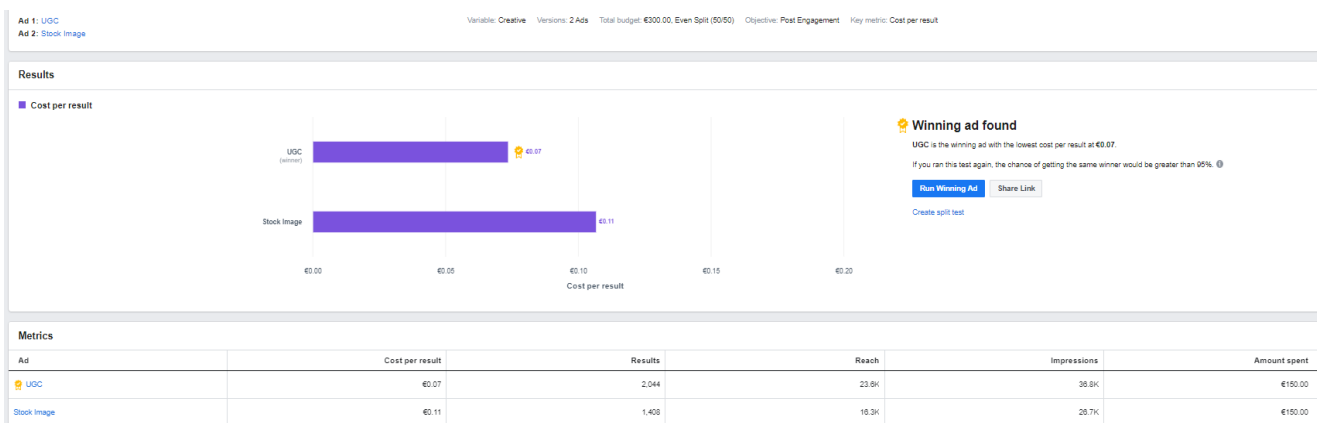 Ad 1: UGC
Variable: Creative Versions: 2 Ads Total budget: €300.00, Even Split (50/50) Objective: Post Engagement Key metric: Cost per result
Ad 2: Stock Image
Results
Cost per result
UGC
(winner)
€0.07
Stock Image
€0.11
€0.00 €0.05 €0.10 €0.15 €0.20
Cost per result
Winning ad found
UGC is the winning ad with the lowest cost per result at €0.07.
If you ran this test again, the chance of getting the same winner would be greater than 95%.
Run Winning Ad Share Link
Create split test
Metrics
Ad Cost per result Results Reach Impressions Amount spent
UGC €0.07 2,044 23.6K 36.8K €150.00
Stock Image €0.11 1,408 16.3K 26.7K €150.00